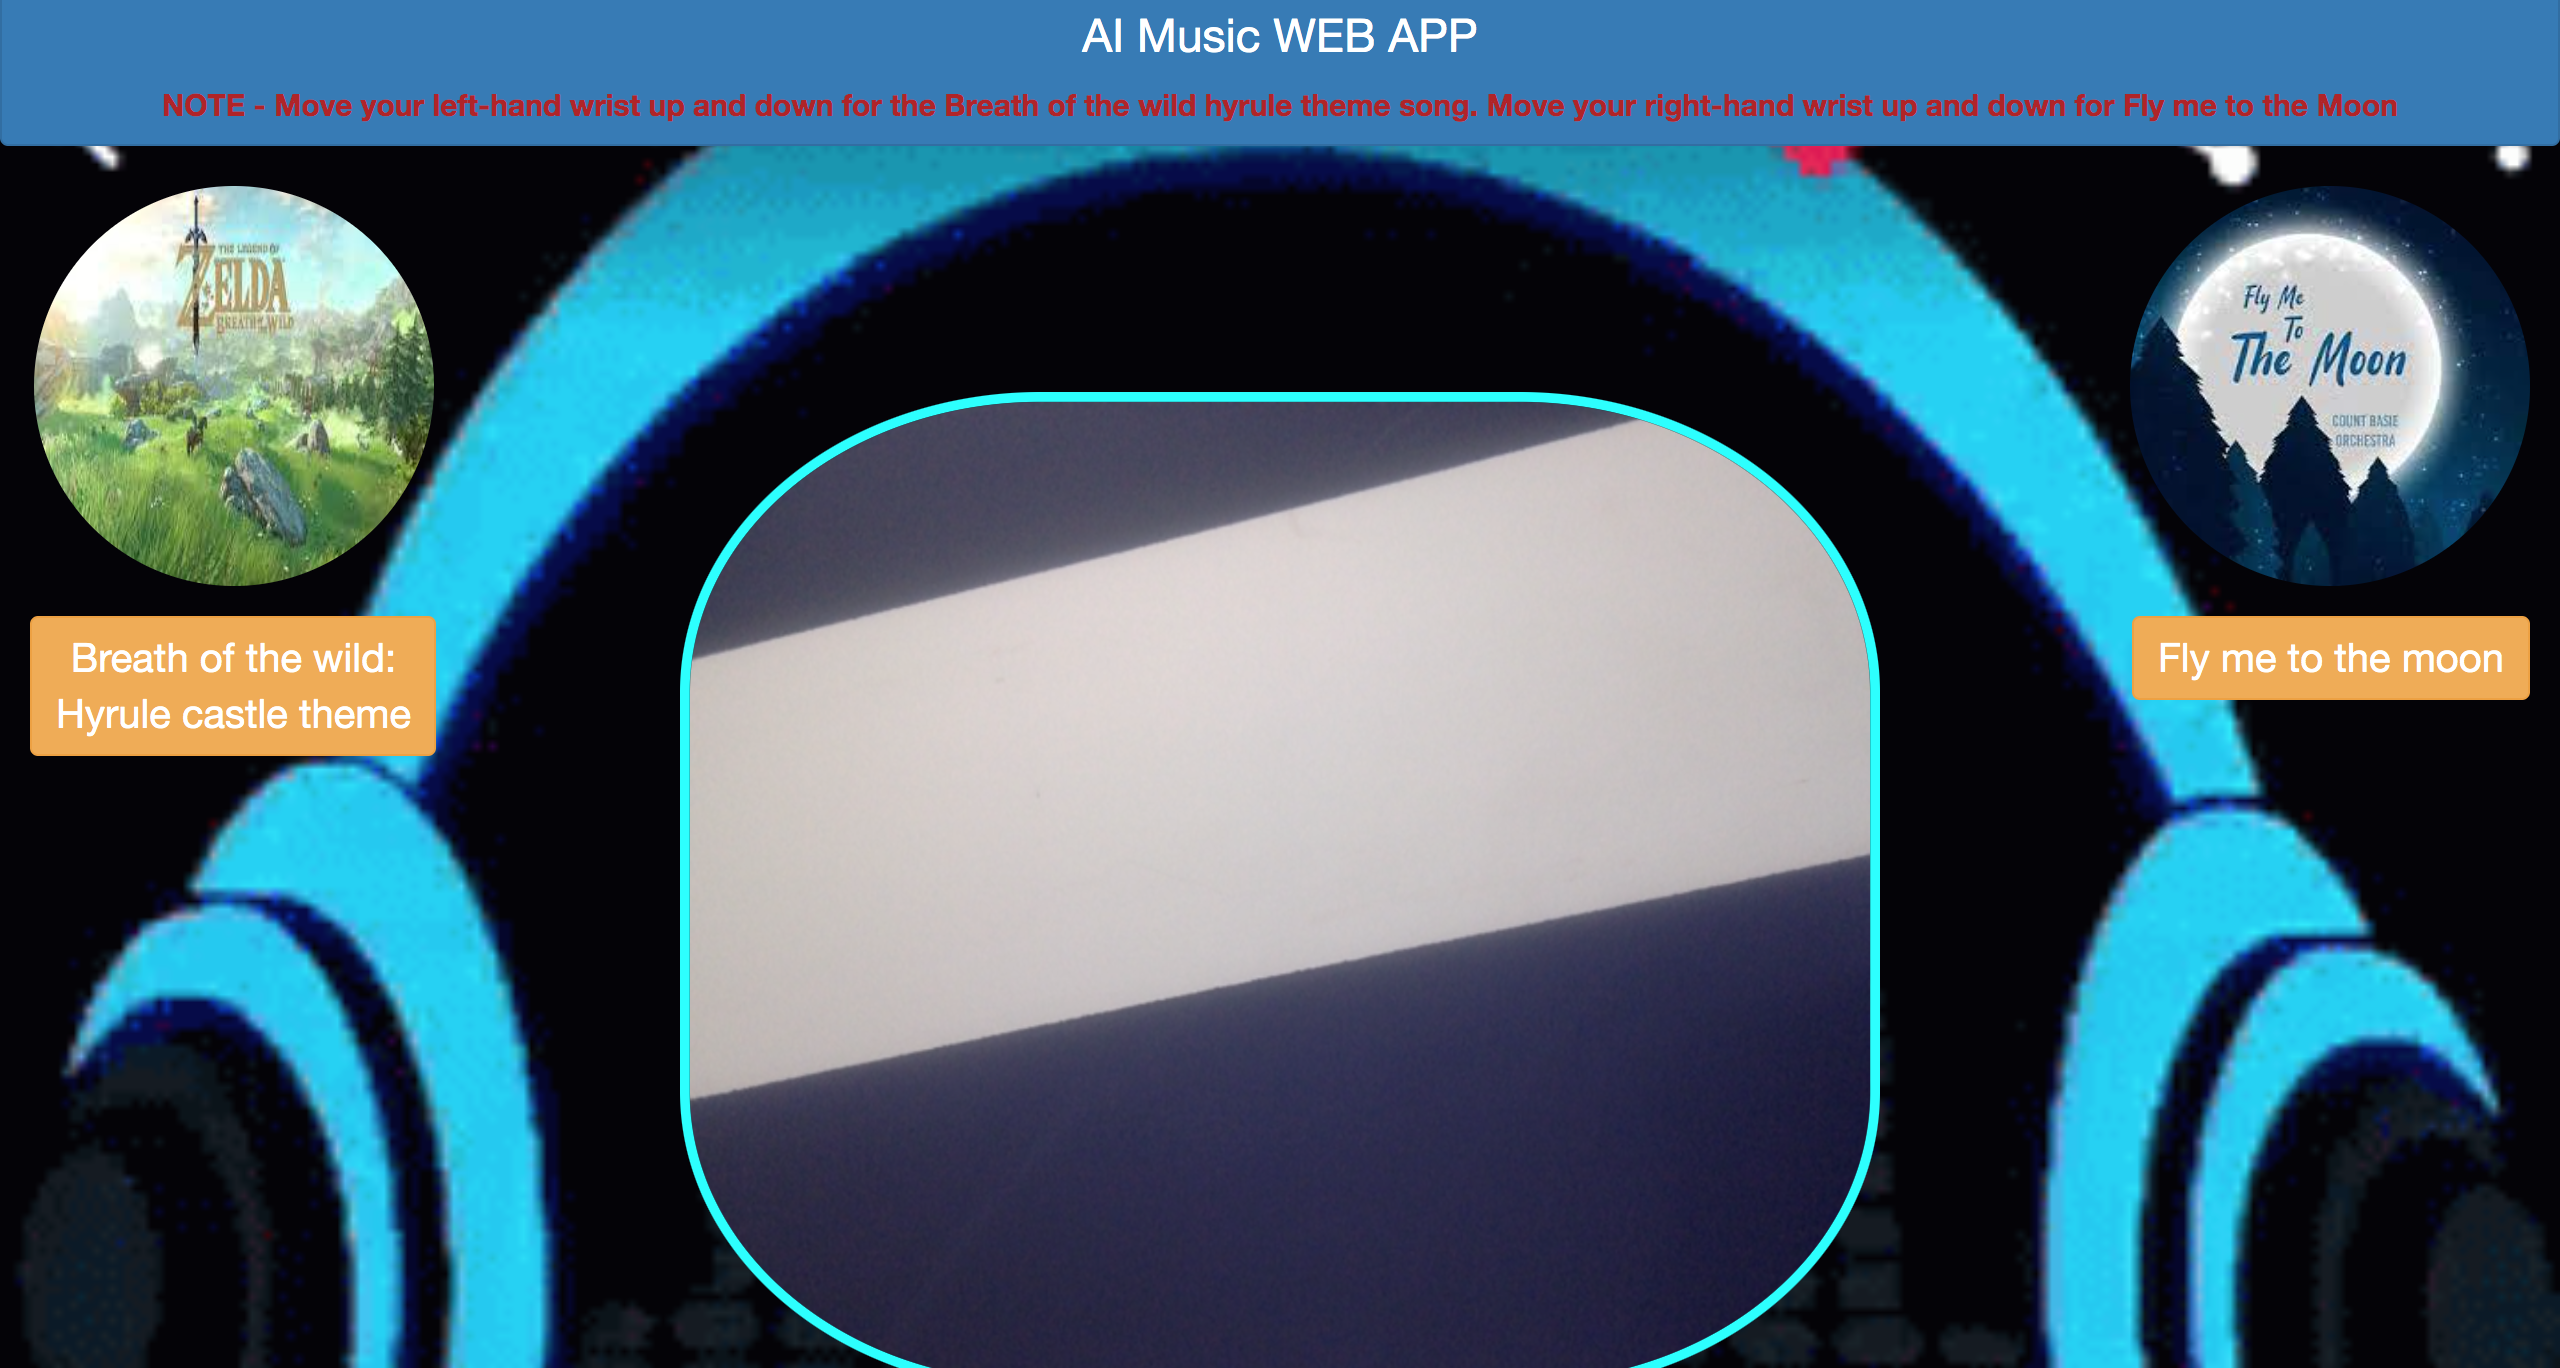 AI Music WEB APP
NOTE - Move your left-hand wrist up and down for the Breath of the wild hyrule theme song. Move your right-hand wrist up and down for Fly me to the Moon
THE LEGEND OF
ZELDA
BREATH OF THE WILD
Breath of the wild:
Hyrule castle theme
Fly Me
To
The Moon
COUNT BASIE
ORCHESTRA
Fly me to the moon